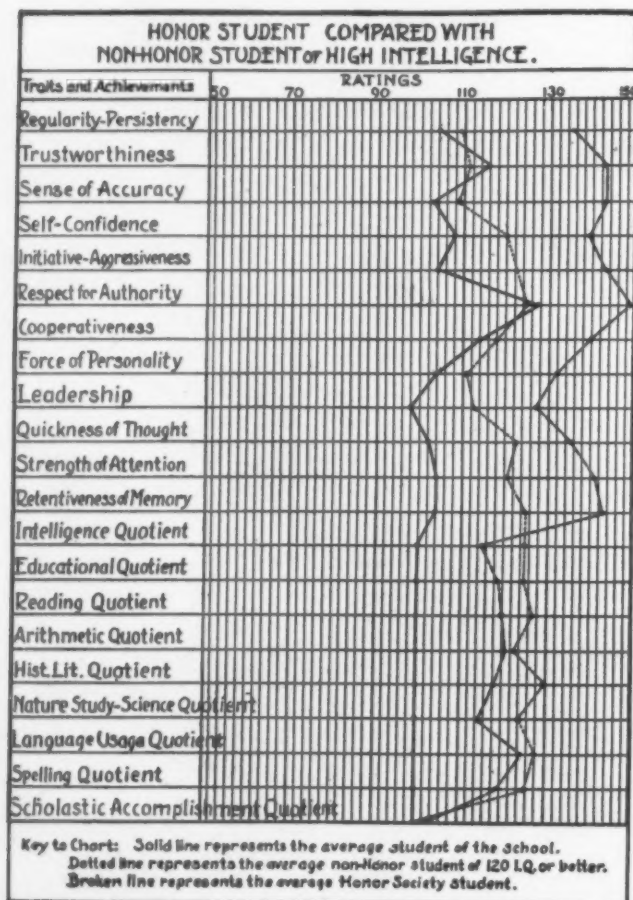 HONOR STUDENT COMPARED WITH
NON-HONOR STUDENT OF HIGH INTELLIGENCE.
Traits and Achievements
RATINGS
50 70 90 110 130 150
Regularity-Persistency
Trustworthiness
Sense of Accuracy
Self-Confidence
Initiative-Aggressiveness
Respect for Authority
Cooperativeness
Force of Personality
Leadership
Quickness of Thought
Strength of Attention
Retentiveness of Memory
Intelligence Quotient
Educational Quotient
Reading Quotient
Arithmetic Quotient
Hist. Lit. Quotient
Nature Study-Science Quotient
Language Usage Quotient
Spelling Quotient
Scholastic Accomplishment Quotient
Key to Chart: Solid line represents the average student of the school.
Dotted line represents the average non-Honor student of 120 I.Q. or better.
Broken line represents the average Honor Society student.